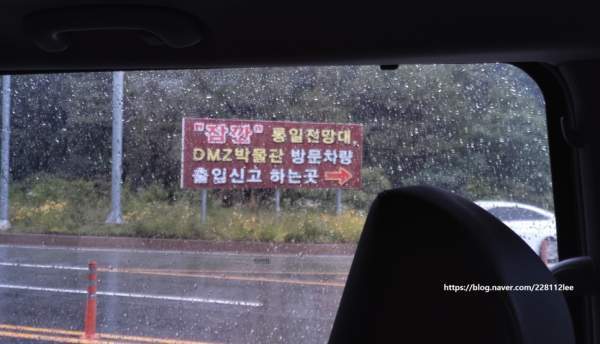 "잠깐" 통일전망대,
DMZ박물관 방문차량
출입신고 하는곳
https://blog.naver.com/228112lee